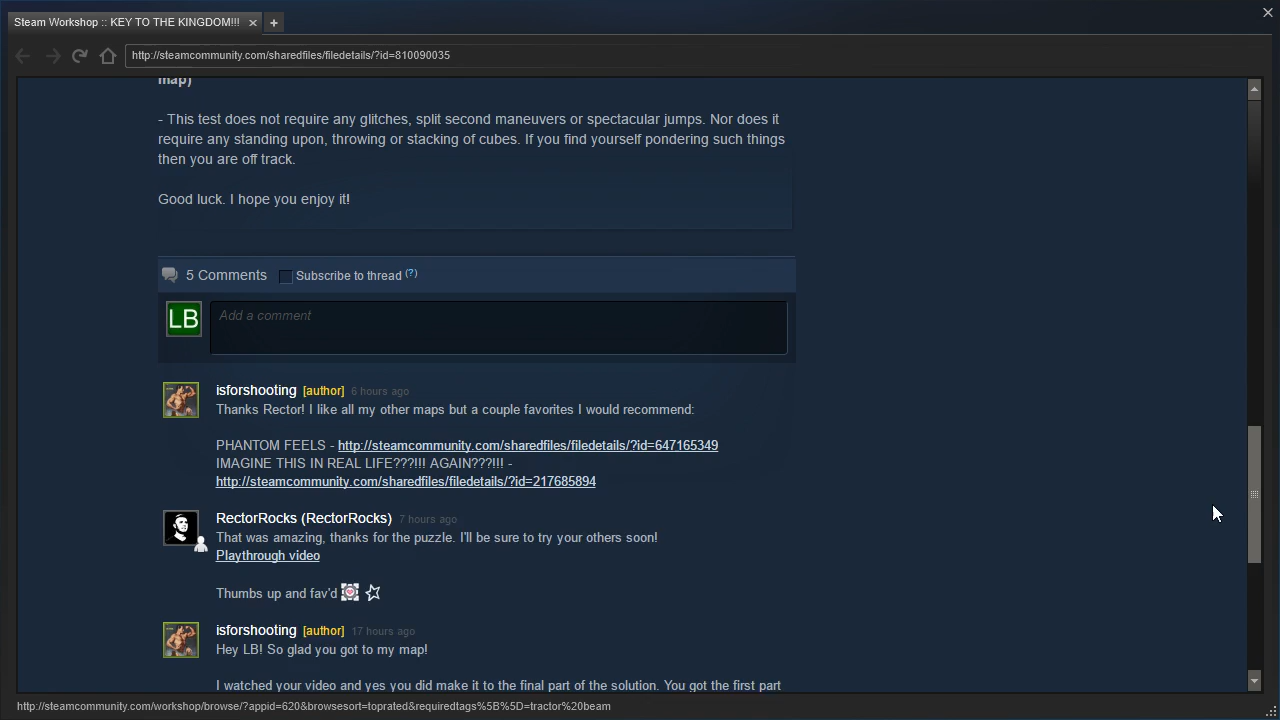 Steam Workshop :: KEY TO THE KINGDOM!!!
http://steamcommunity.com/sharedfiles/filedetails/?id=810090035
map)
- This test does not require any glitches, split second maneuvers or spectacular jumps. Nor does it
require any standing upon, throwing or stacking of cubes. If you find yourself pondering such things
then you are off track.
Good luck. I hope you enjoy it!
5 Comments Subscribe to thread (?)
LB
Add a comment
isforshooting [author] 6 hours ago
Thanks Rector! I like all my other maps but a couple favorites I would recommend:
PHANTOM FEELS - http://steamcommunity.com/sharedfiles/filedetails/?id=647165349
IMAGINE THIS IN REAL LIFE???!!! AGAIN???!!! -
http://steamcommunity.com/sharedfiles/filedetails/?id=217685894
RectorRocks (RectorRocks) 7 hours ago
That was amazing, thanks for the puzzle. I'll be sure to try your others soon!
Playthrough video
Thumbs up and fav'd
isforshooting [author] 17 hours ago
Hey LB! So glad you got to my map!
I watched your video and yes you did make it to the final part of the solution. You got the first part
http://steamcommunity.com/workshop/browse/?appid=620&browsesort=toprated&requiredtags%5B%5D=tractor%20beam